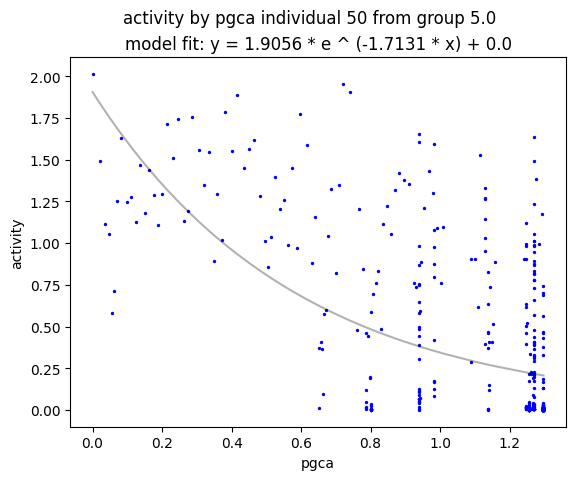 activity by pgca individual 50 from group 5.0
model fit: y = 1.9056 * e ^ (-1.7131 * x) + 0.0
2.00
1.75
1.50
1.25
1.00
0.75
0.50
0.25
0.00
activity
0.0 0.2 0.4 0.6 0.8 1.0 1.2
pgca